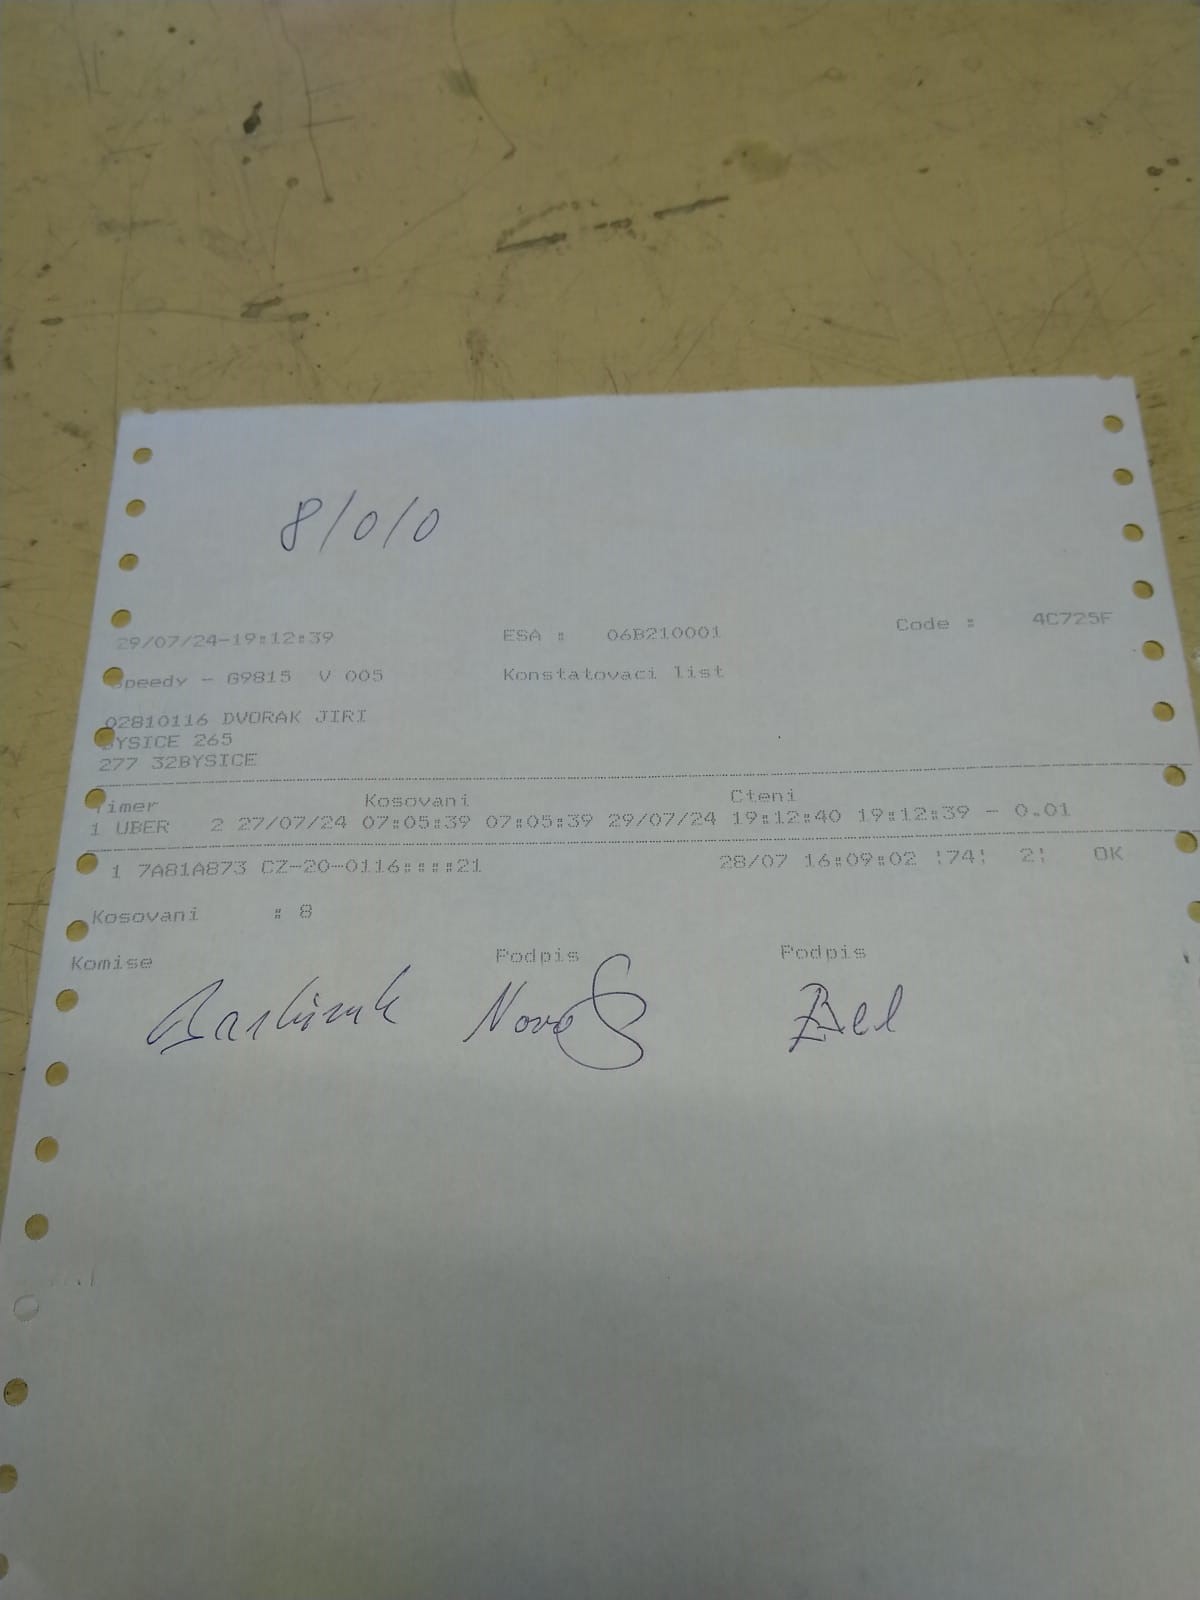 8/0/0
29/07/24-19:12:39 ESA : 06B210001 Code : 4C725F
Speedy - G9815 V 005 Konstatovaci list
02810116 DVORAK JIRI
BYSICE 265
277 32BYSICE
Timer Kosovani Cteni
1 UBER 2 27/07/24 07:05:39 07:05:39 29/07/24 19:12:40 19:12:39 - 0.01
1 7A81A873 CZ-20-0116::::21 28/07 16:09:02 ¦74¦ 2¦ OK
Kosovani : 8
Komise Podpis Podpis